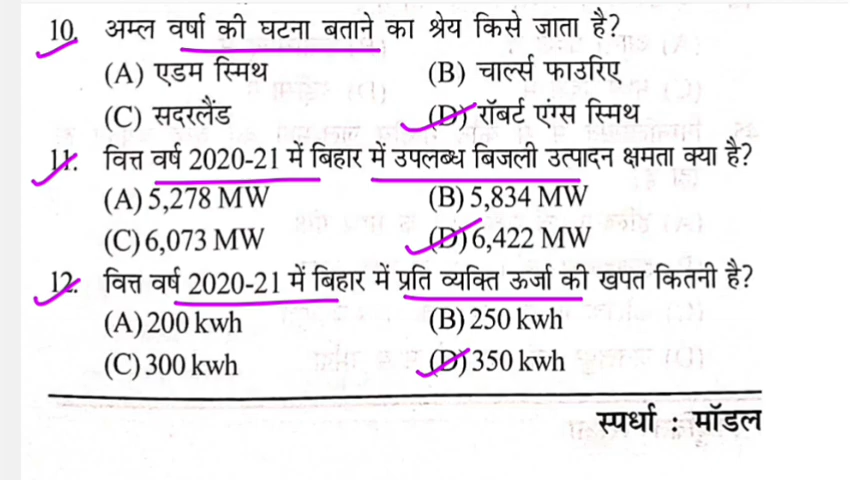 10. अम्ल वर्षा की घटना बताने का श्रेय किसे जाता है?
(A) एडम स्मिथ (B) चार्ल्स फाउरिए
(C) सदरलैंड (D) रॉबर्ट एंग्स स्मिथ
11. वित्त वर्ष 2020-21 में बिहार में उपलब्ध बिजली उत्पादन क्षमता क्या है?
(A) 5,278 MW (B) 5,834 MW
(C) 6,073 MW (D) 6,422 MW
12. वित्त वर्ष 2020-21 में बिहार में प्रति व्यक्ति ऊर्जा की खपत कितनी है?
(A) 200 kwh (B) 250 kwh
(C) 300 kwh (D) 350 kwh
स्पर्धा : मॉडल